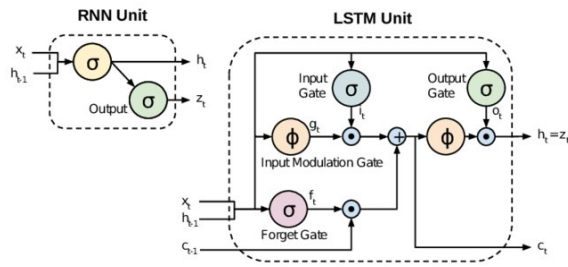 RNN Unit
xₜ
hₜ₋₁
σ
hₜ
Output
σ
zₜ
LSTM Unit
Input
Gate
σ
iₜ
Output
Gate
σ
oₜ
ϕ
gₜ
+
ϕ
hₜ=zₜ
Input Modulation Gate
xₜ
hₜ₋₁
σ
fₜ
Forget Gate
cₜ₋₁
cₜ